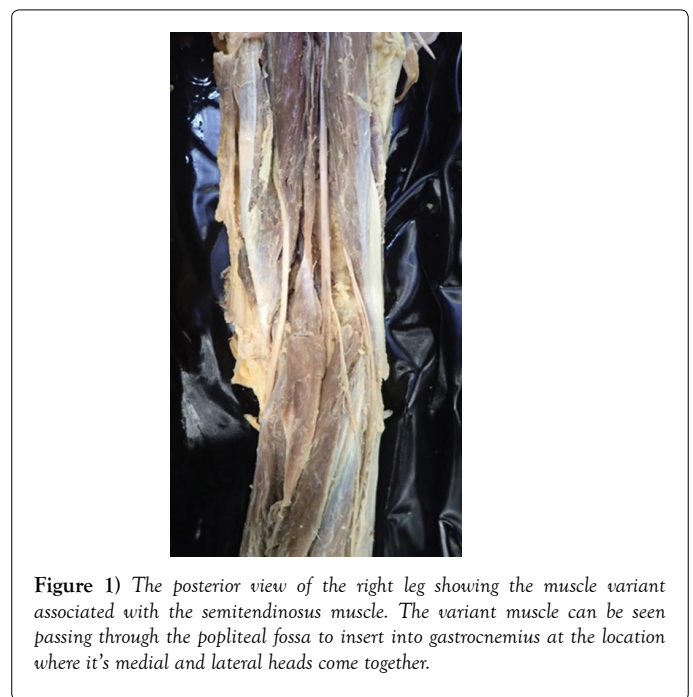 Figure 1) The posterior view of the right leg showing the muscle variant
associated with the semitendinosus muscle. The variant muscle can be seen
passing through the popliteal fossa to insert into gastrocnemius at the location
where it's medial and lateral heads come together.